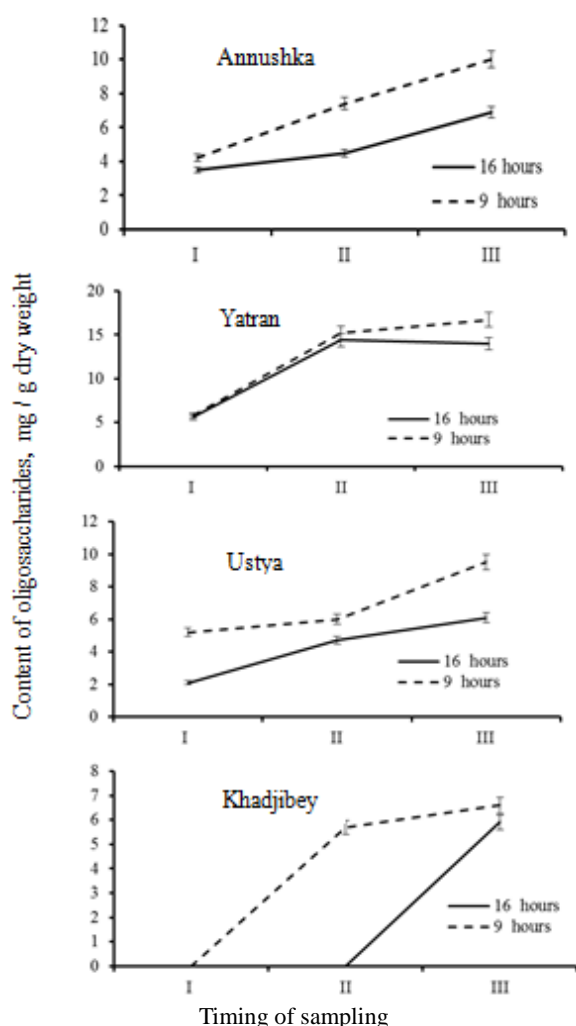 Content of oligosaccharides, mg / g dry weight
12
10
8
6
4
2
0
Annushka
16 hours
9 hours
I II III
20
15
10
5
0
Yatran
16 hours
9 hours
I II III
12
10
8
6
4
2
0
Ustya
16 hours
9 hours
I II III
8
7
6
5
4
3
2
1
0
Khadjibey
16 hours
9 hours
I II III
Timing of sampling